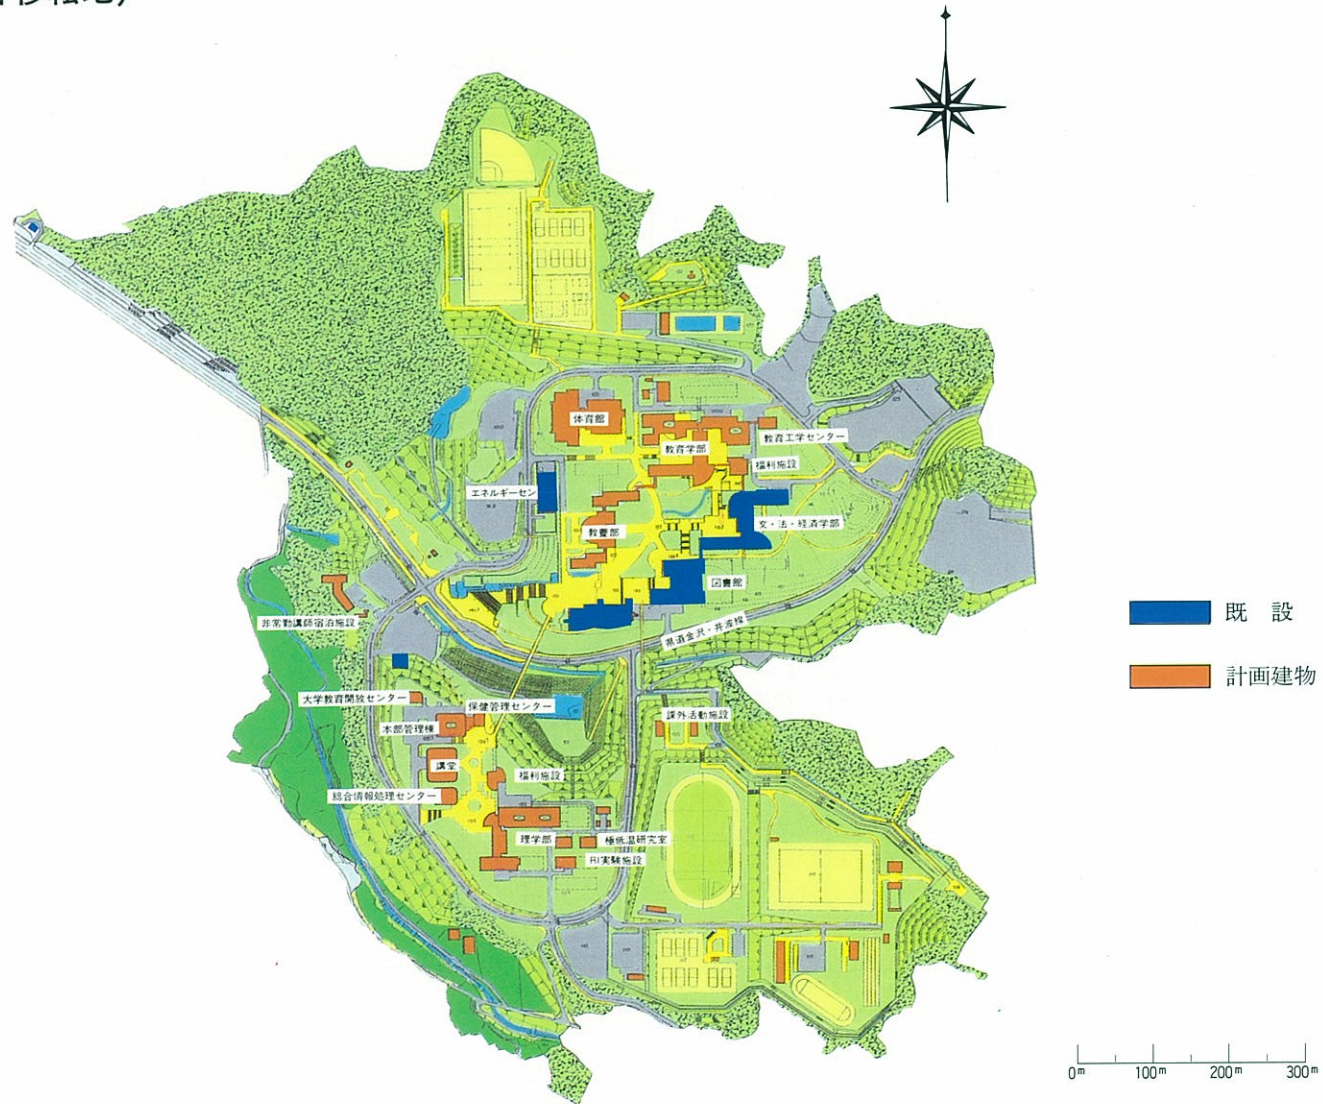 移転地)
体育館
教育学部
教育工学センター
福利施設
エネルギーセン
教養部
文・法・経済学部
図書館
県道金沢・井波線
非常勤講師宿泊施設
大学教育開放センター
保健管理センター
本部管理棟
課外活動施設
講堂
福利施設
総合情報処理センター
理学部
極低温研究室
RI実験施設
既 設
計画建物
0m 100m 200m 300m